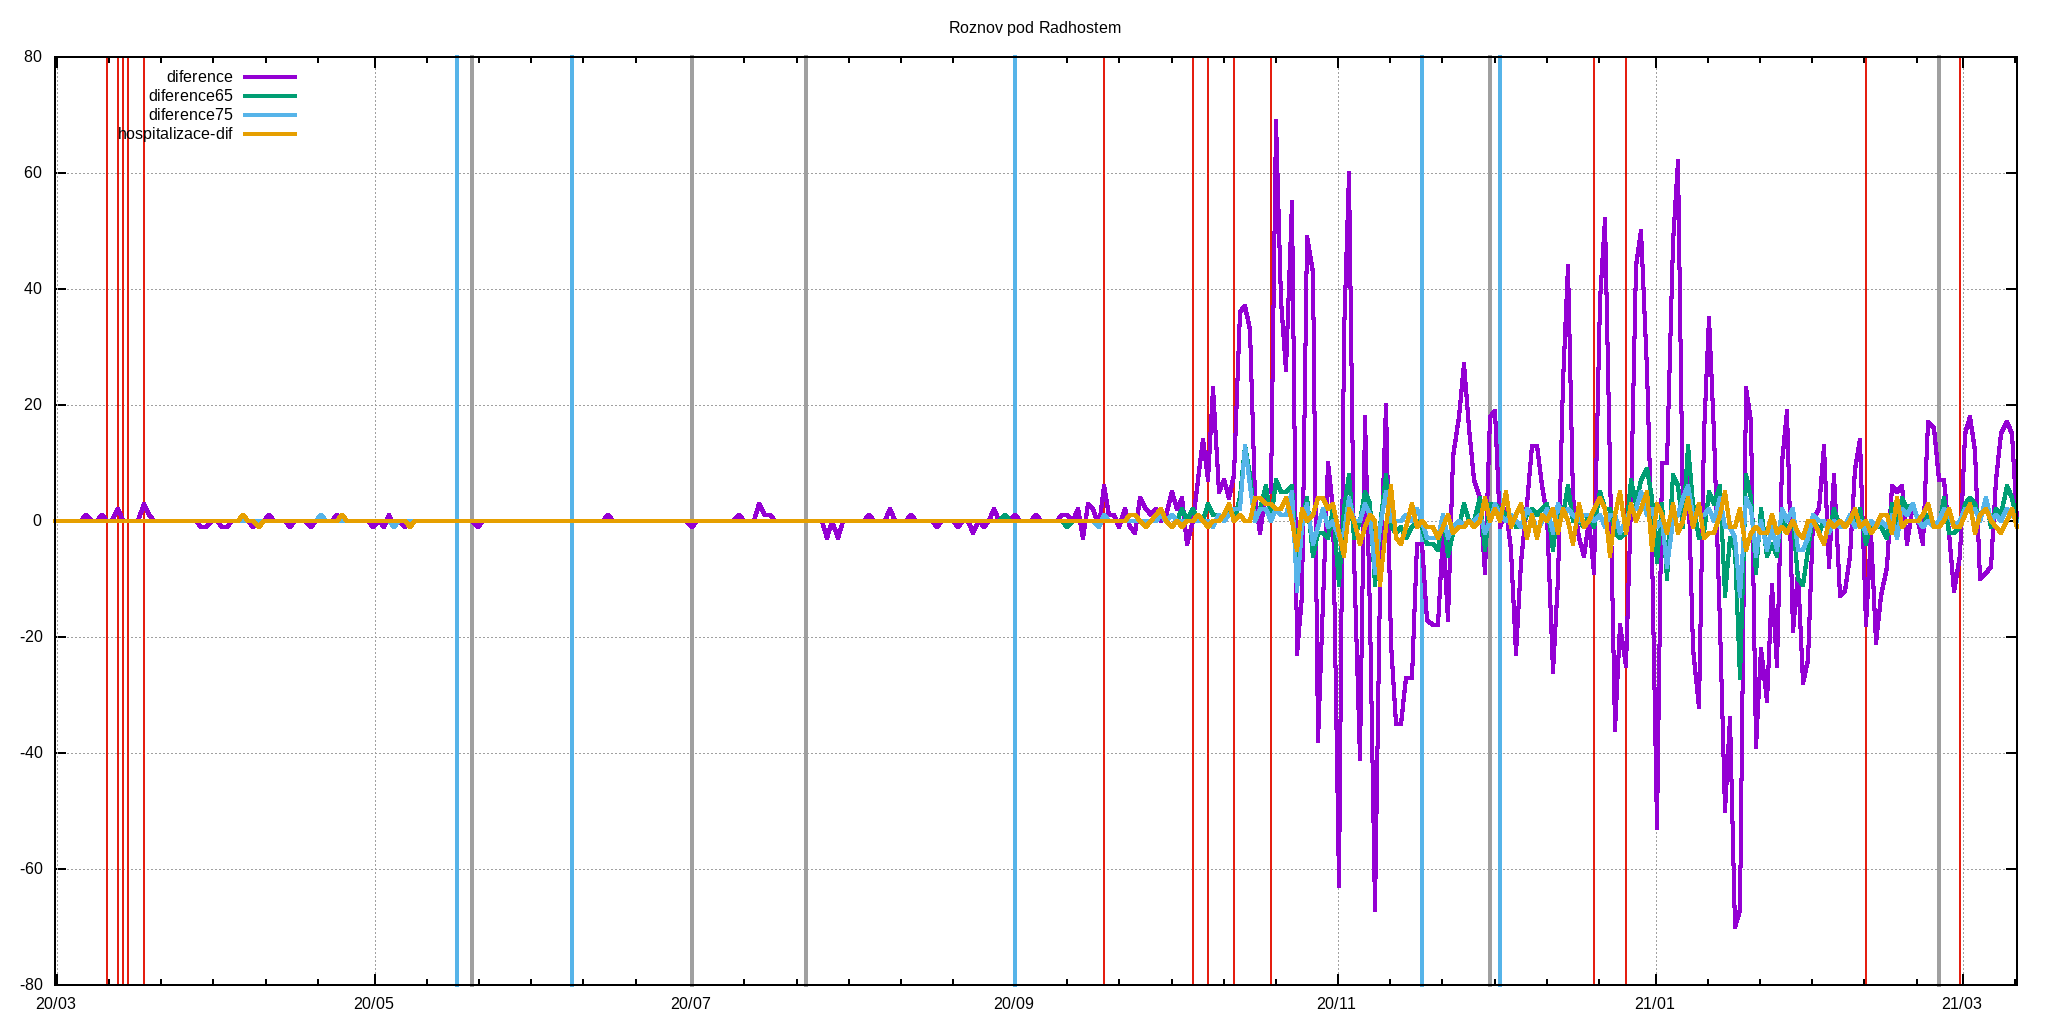 Roznov pod Radhostem
diference
diference65
diference75
hospitalizace-dif
80
60
40
20
0
-20
-40
-60
-80
20/03 20/05 20/07 20/09 20/11 21/01 21/03